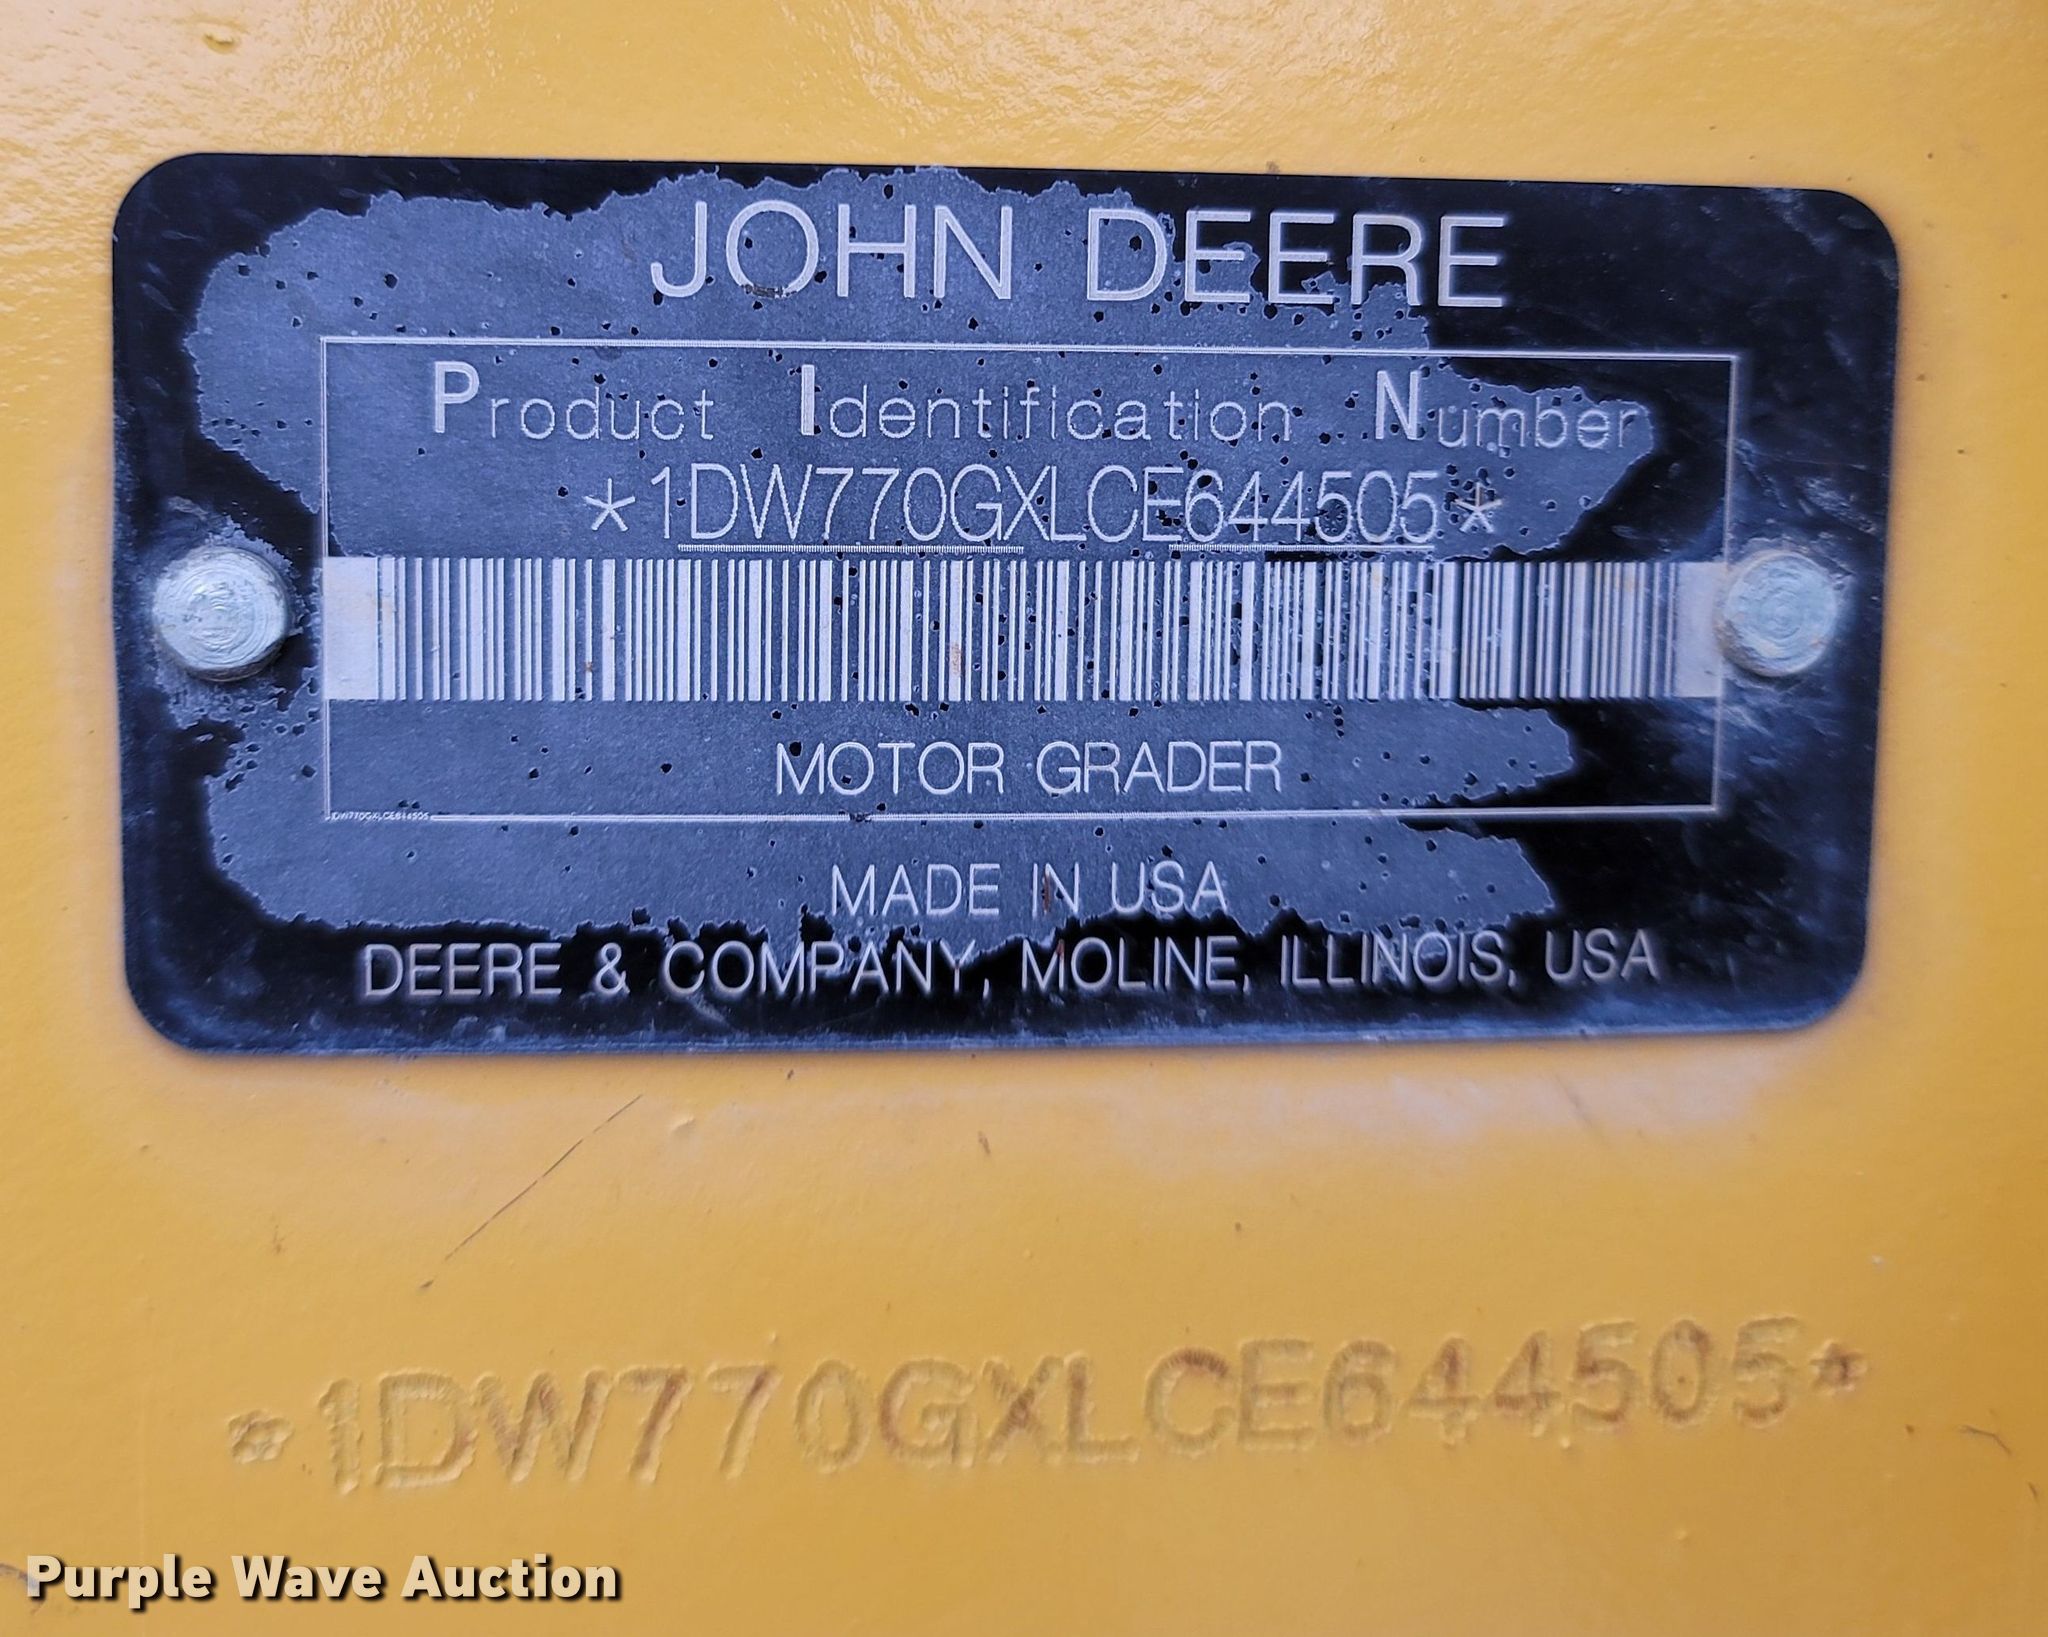 JOHN DEERE
Product Identification Number
*1DW770GXLCE644505*
MOTOR GRADER
1DW770GXLCE644505
MADE IN USA
DEERE & COMPANY, MOLINE, ILLINOIS, USA
*1DW770GXLCE644505*
Purple Wave Auction